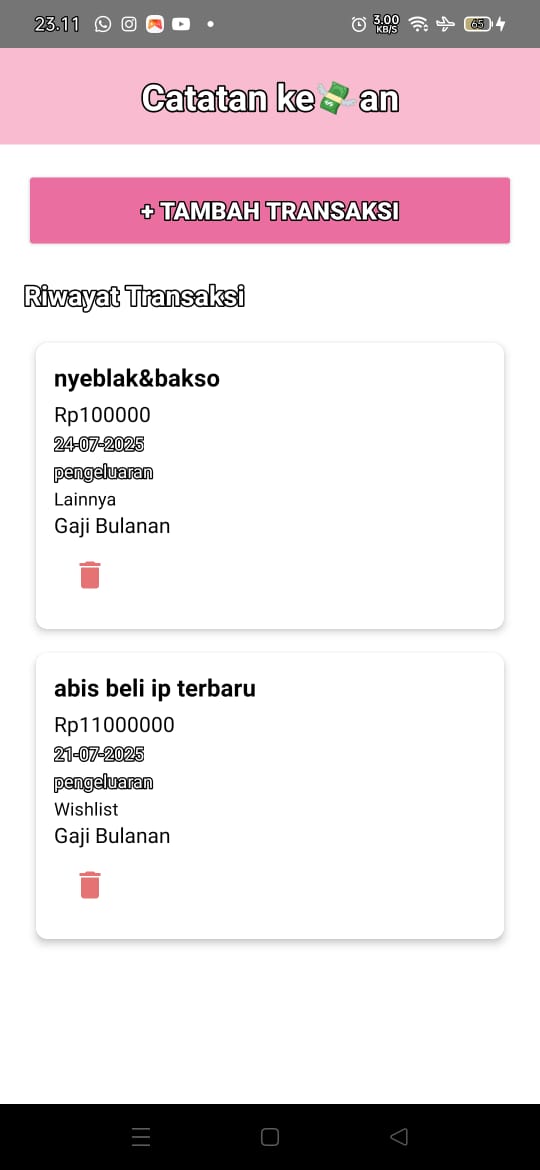 23.11
3.00
KB/S
65
Catatan ke💸an
+ TAMBAH TRANSAKSI
Riwayat Transaksi
nyeblak&bakso
Rp100000
24-07-2025
pengeluaran
Lainnya
Gaji Bulanan
abis beli ip terbaru
Rp11000000
21-07-2025
pengeluaran
Wishlist
Gaji Bulanan